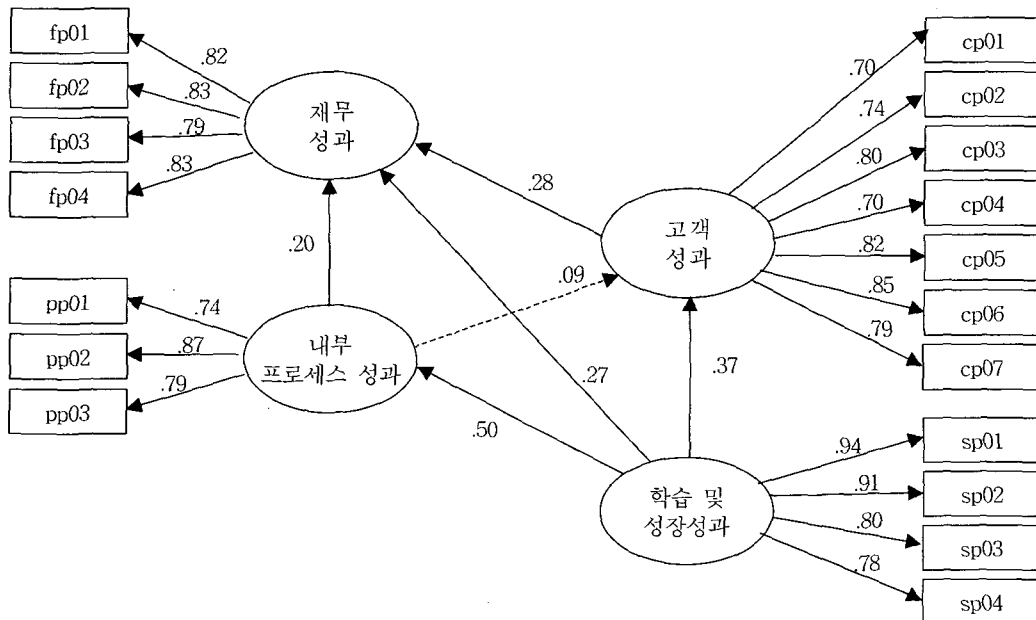 fp01
fp02
fp03
fp04
.82
.83
.79
.83
재무
성과
cp01
cp02
cp03
cp04
cp05
cp06
cp07
.70
.74
.80
.70
.82
.85
.79
고객
성과
.28
.20
.09
.27
.37
.50
pp01
pp02
pp03
.74
.87
.79
내부
프로세스 성과
학습 및
성장성과
.94
.91
.80
.78
sp01
sp02
sp03
sp04